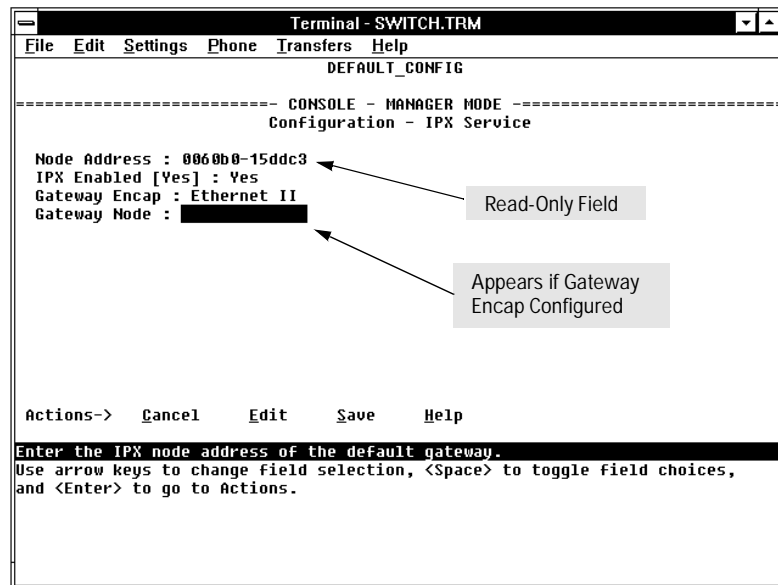 Terminal - SWITCH.TRM
File Edit Settings Phone Transfers Help
DEFAULT_CONFIG
==========================- CONSOLE - MANAGER MODE -==========================
Configuration - IPX Service
Node Address : 0060b0-15ddc3
IPX Enabled [Yes] : Yes
Gateway Encap : Ethernet II
Gateway Node :
Read-Only Field
Appears if Gateway
Encap Configured
Actions-> Cancel Edit Save Help
Enter the IPX node address of the default gateway.
Use arrow keys to change field selection, <Space> to toggle field choices,
and <Enter> to go to Actions.